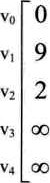 v₀ 0
v₁ 9
v₂ 2
v₃ ∞
v₄ ∞